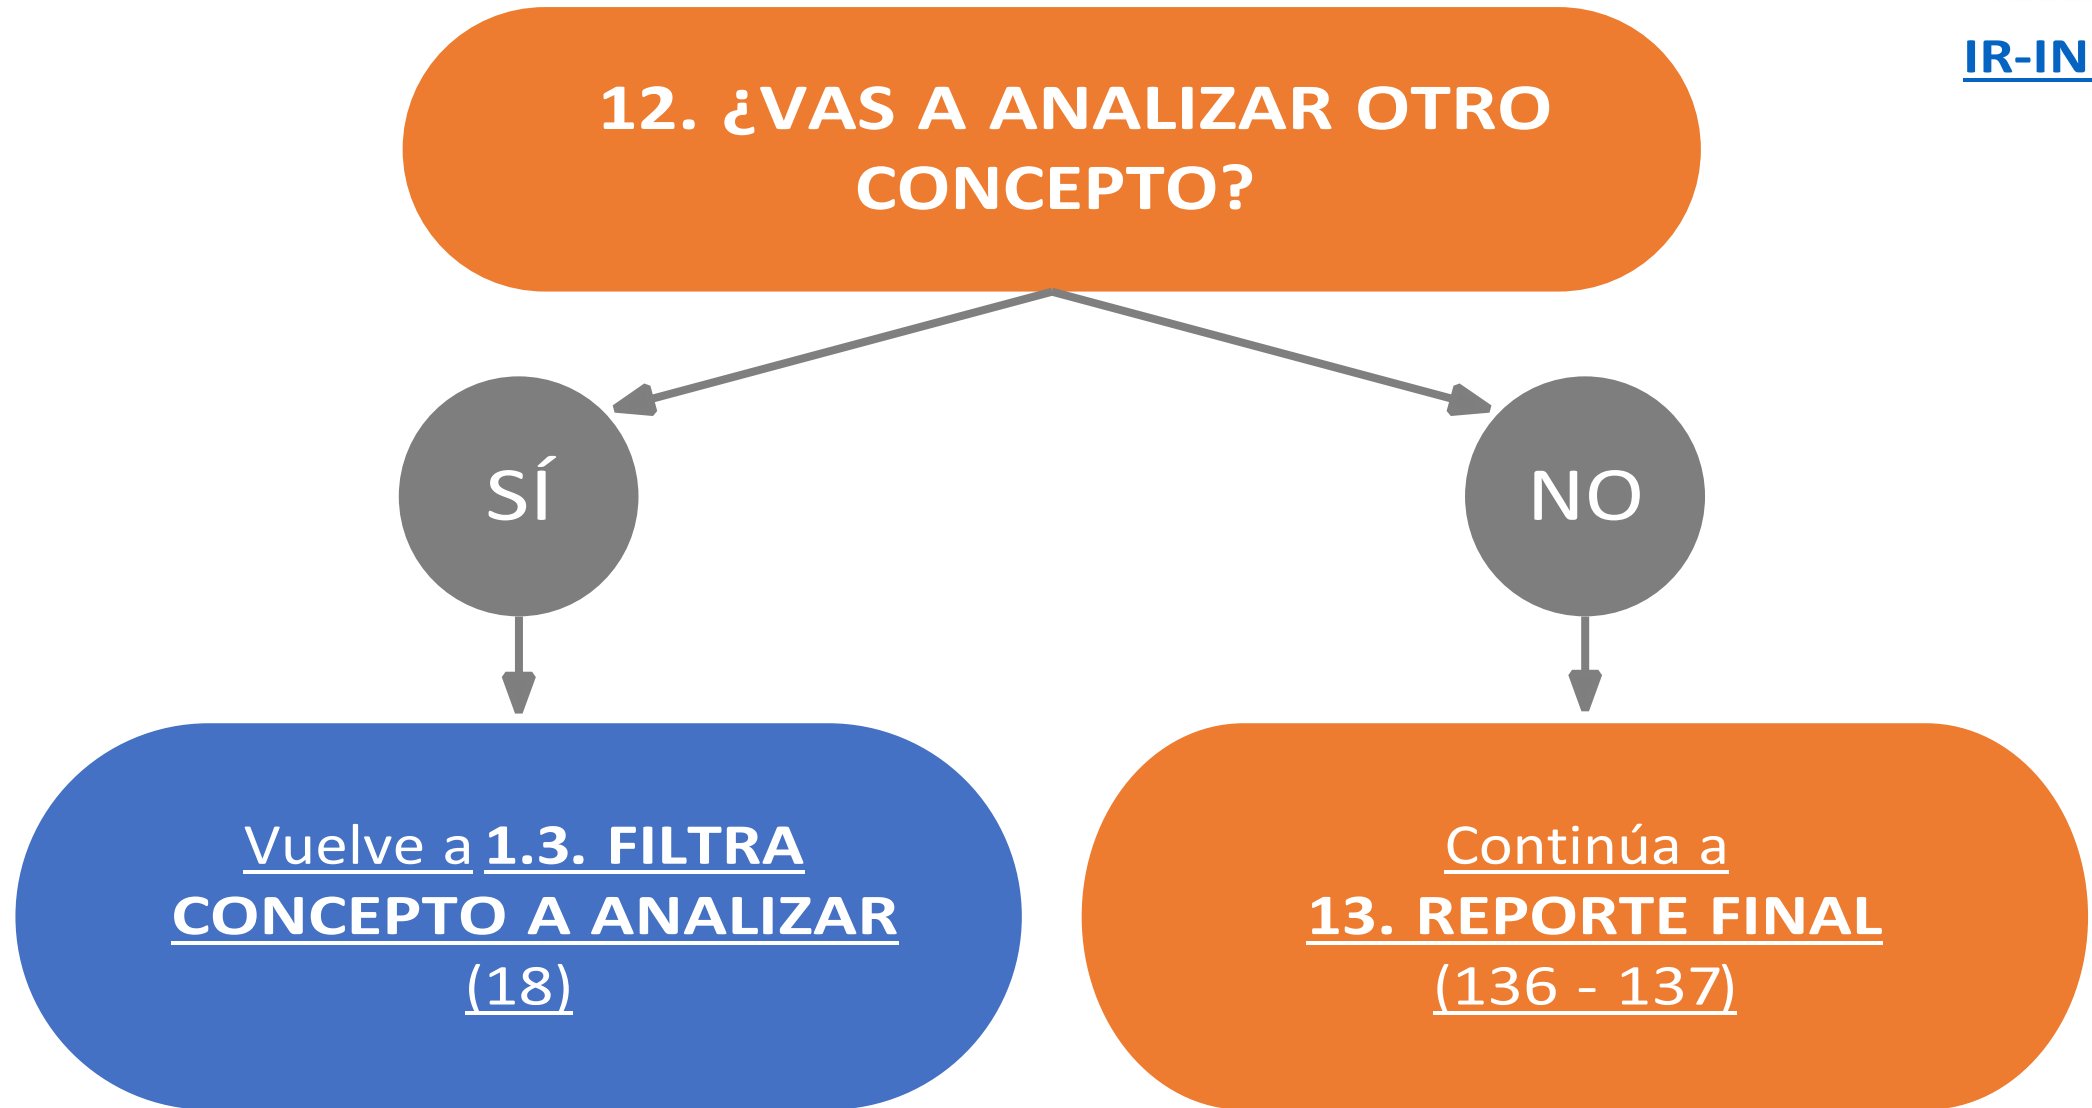 IR-IN
12. ¿VAS A ANALIZAR OTRO
CONCEPTO?
SÍ
NO
Vuelve a 1.3. FILTRA
CONCEPTO A ANALIZAR
(18)
Continúa a
13. REPORTE FINAL
(136 - 137)